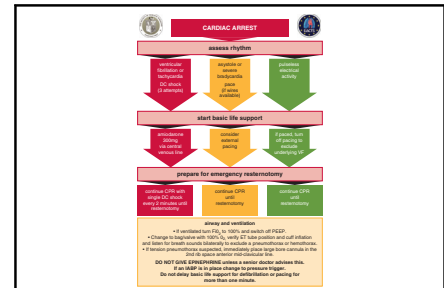 CARDIAC ARREST
assess rhythm
ventricular
fibrillation or
tachycardia
DC shock
(3 attempts)
asystole or
severe
bradycardia
pace
(if wires
available)
pulseless
electrical
activity
start basic life support
amiodarone
300mg
via central
venous line
consider
external
pacing
if paced, turn
off pacing to
exclude
underlying VF
prepare for emergency resternotomy
continue CPR with
single DC shock
every 2 minutes until
resternotomy
continue CPR
until
resternotomy
continue CPR
until
resternotomy
airway and ventilation
• If ventilated turn FiO2 to 100% and switch off PEEP.
• Change to bag/valve with 100% O2, verify ET tube position and cuff inflation
and listen for breath sounds bilaterally to exclude a pneumothorax or hemothorax.
• If tension pneumothorax suspected, immediately place large bore cannula in the
2nd rib space anterior mid-clavicular line.
DO NOT GIVE EPINEPHRINE unless a senior doctor advises this.
If an IABP is in place change to pressure trigger.
Do not delay basic life support for defibrillation or pacing for
more than one minute.